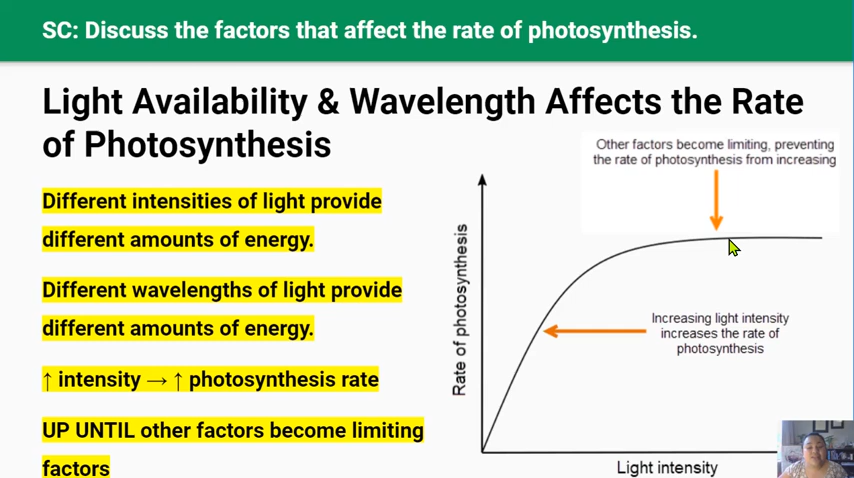 SC: Discuss the factors that affect the rate of photosynthesis.
Light Availability & Wavelength Affects the Rate
of Photosynthesis
Different intensities of light provide
different amounts of energy.
Different wavelengths of light provide
different amounts of energy.
↑ intensity → ↑ photosynthesis rate
UP UNTIL other factors become limiting
factors
Other factors become limiting, preventing
the rate of photosynthesis from increasing
Rate of photosynthesis
Increasing light intensity
increases the rate of
photosynthesis
Light intensity